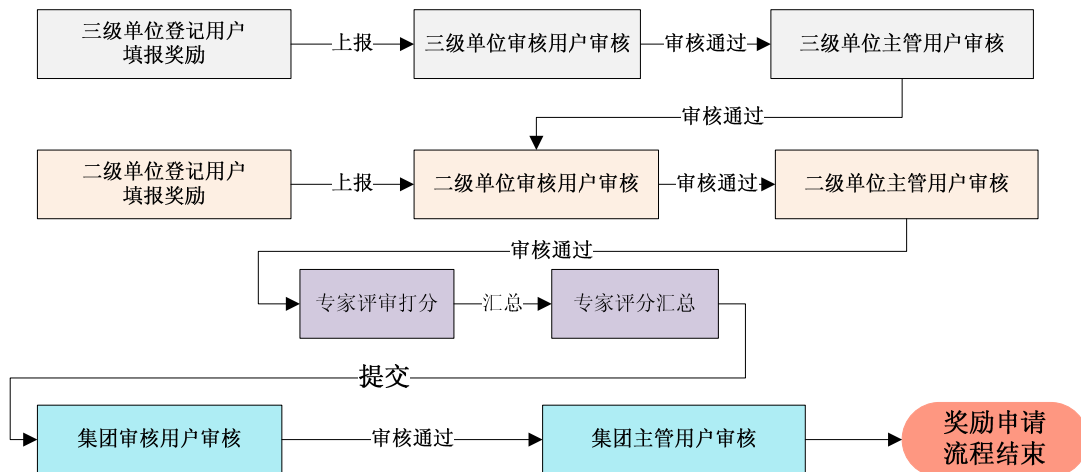 三级单位登记用户
填报奖励
上报
三级单位审核用户审核
审核通过
三级单位主管用户审核
审核通过
二级单位登记用户
填报奖励
上报
二级单位审核用户审核
审核通过
二级单位主管用户审核
审核通过
专家评审打分
汇总
专家评分汇总
提交
集团审核用户审核
审核通过
集团主管用户审核
奖励申请
流程结束